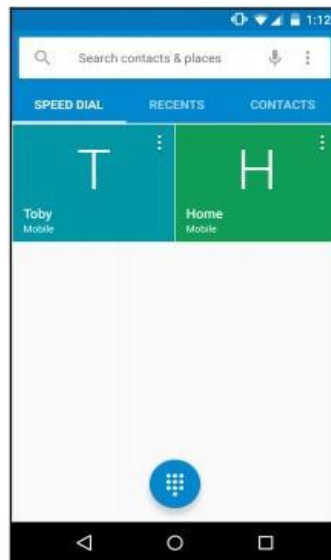 1:12
Search contacts & places
SPEED DIAL RECENTS CONTACTS
T H
Toby Home
Mobile Mobile